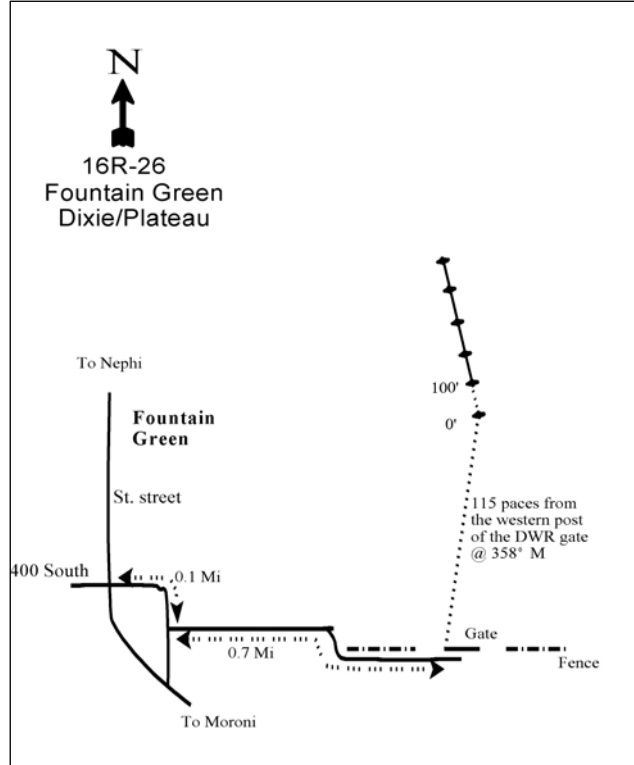 N
16R-26
Fountain Green
Dixie/Plateau
To Nephi
Fountain
Green
100'
0'
St. street
115 paces from
the western post
of the DWR gate
@ 358° M
400 South
0.1 Mi
Gate
0.7 Mi
Fence
To Moroni